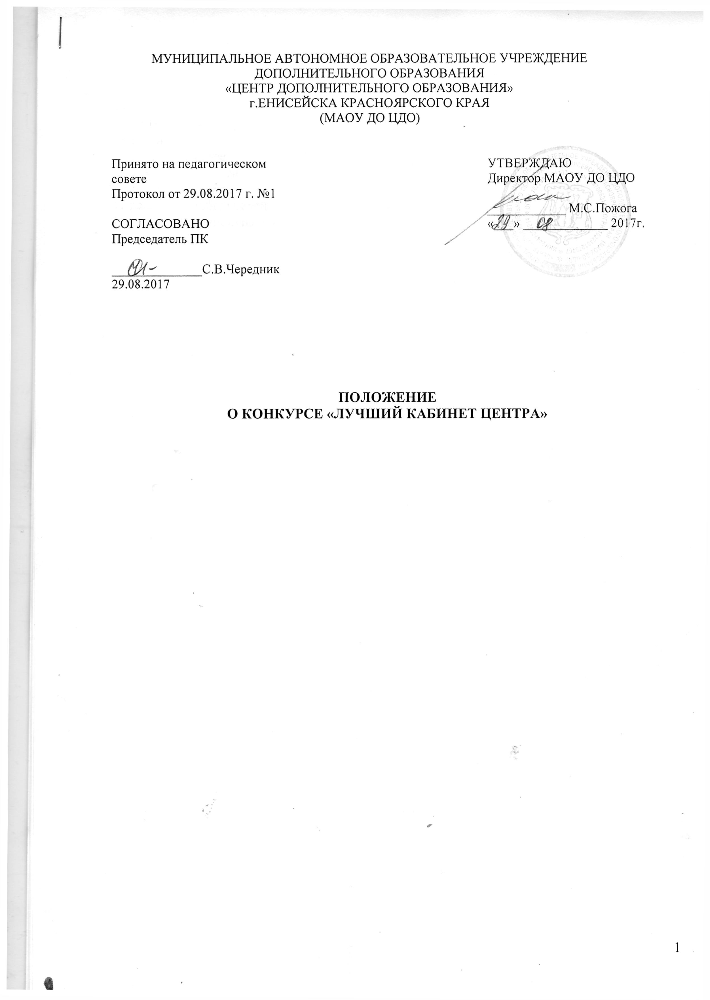 МУНИЦИПАЛЬНОЕ АВТОНОМНОЕ ОБРАЗОВАТЕЛЬНОЕ УЧРЕЖДЕНИЕ
ДОПОЛНИТЕЛЬНОГО ОБРАЗОВАНИЯ
«ЦЕНТР ДОПОЛНИТЕЛЬНОГО ОБРАЗОВАНИЯ»
г.ЕНИСЕЙСКА КРАСНОЯРСКОГО КРАЯ
(МАОУ ДО ЦДО)
Принято на педагогическом
совете
Протокол от 29.08.2017 г. №1
СОГЛАСОВАНО
Председатель ПК
С.В.Чередник
29.08.2017
УТВЕРЖДАЮ
Директор МАОУ ДО ЦДО
М.С.Пожога
«29» 08 2017г.
ПОЛОЖЕНИЕ
О КОНКУРСЕ «ЛУЧШИЙ КАБИНЕТ ЦЕНТРА»
1